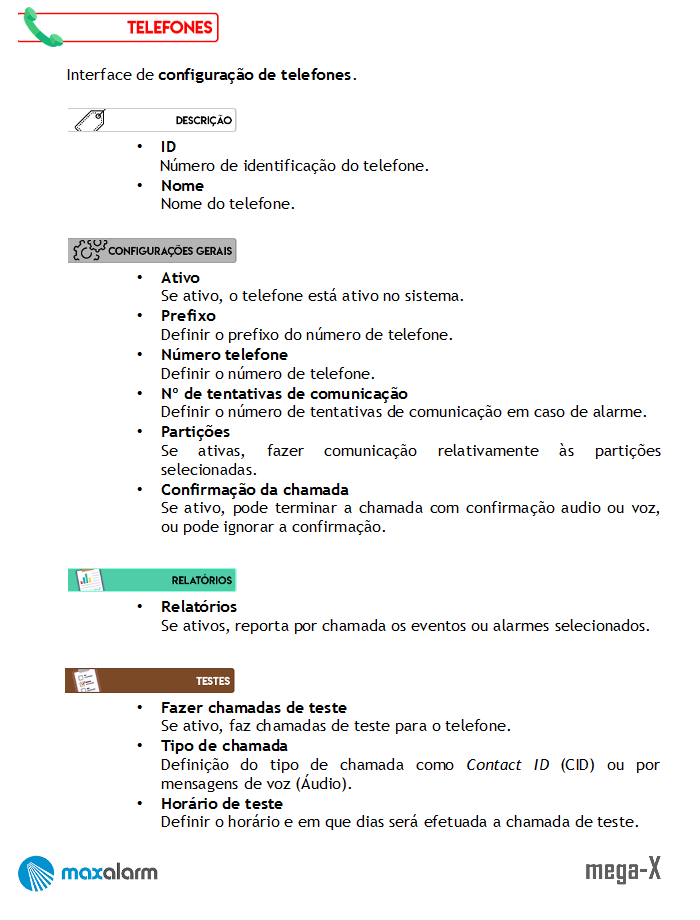 TELEFONES
Interface de configuração de telefones.
DESCRIÇÃO
• ID
Número de identificação do telefone.
• Nome
Nome do telefone.
CONFIGURAÇÕES GERAIS
• Ativo
Se ativo, o telefone está ativo no sistema.
• Prefixo
Definir o prefixo do número de telefone.
• Número telefone
Definir o número de telefone.
• Nº de tentativas de comunicação
Definir o número de tentativas de comunicação em caso de alarme.
• Partições
Se ativas, fazer comunicação relativamente às partições
selecionadas.
• Confirmação da chamada
Se ativo, pode terminar a chamada com confirmação audio ou voz,
ou pode ignorar a confirmação.
RELATÓRIOS
• Relatórios
Se ativos, reporta por chamada os eventos ou alarmes selecionados.
TESTES
• Fazer chamadas de teste
Se ativo, faz chamadas de teste para o telefone.
• Tipo de chamada
Definição do tipo de chamada como Contact ID (CID) ou por
mensagens de voz (Áudio).
• Horário de teste
Definir o horário e em que dias será efetuada a chamada de teste.
maxalarm
mega-X